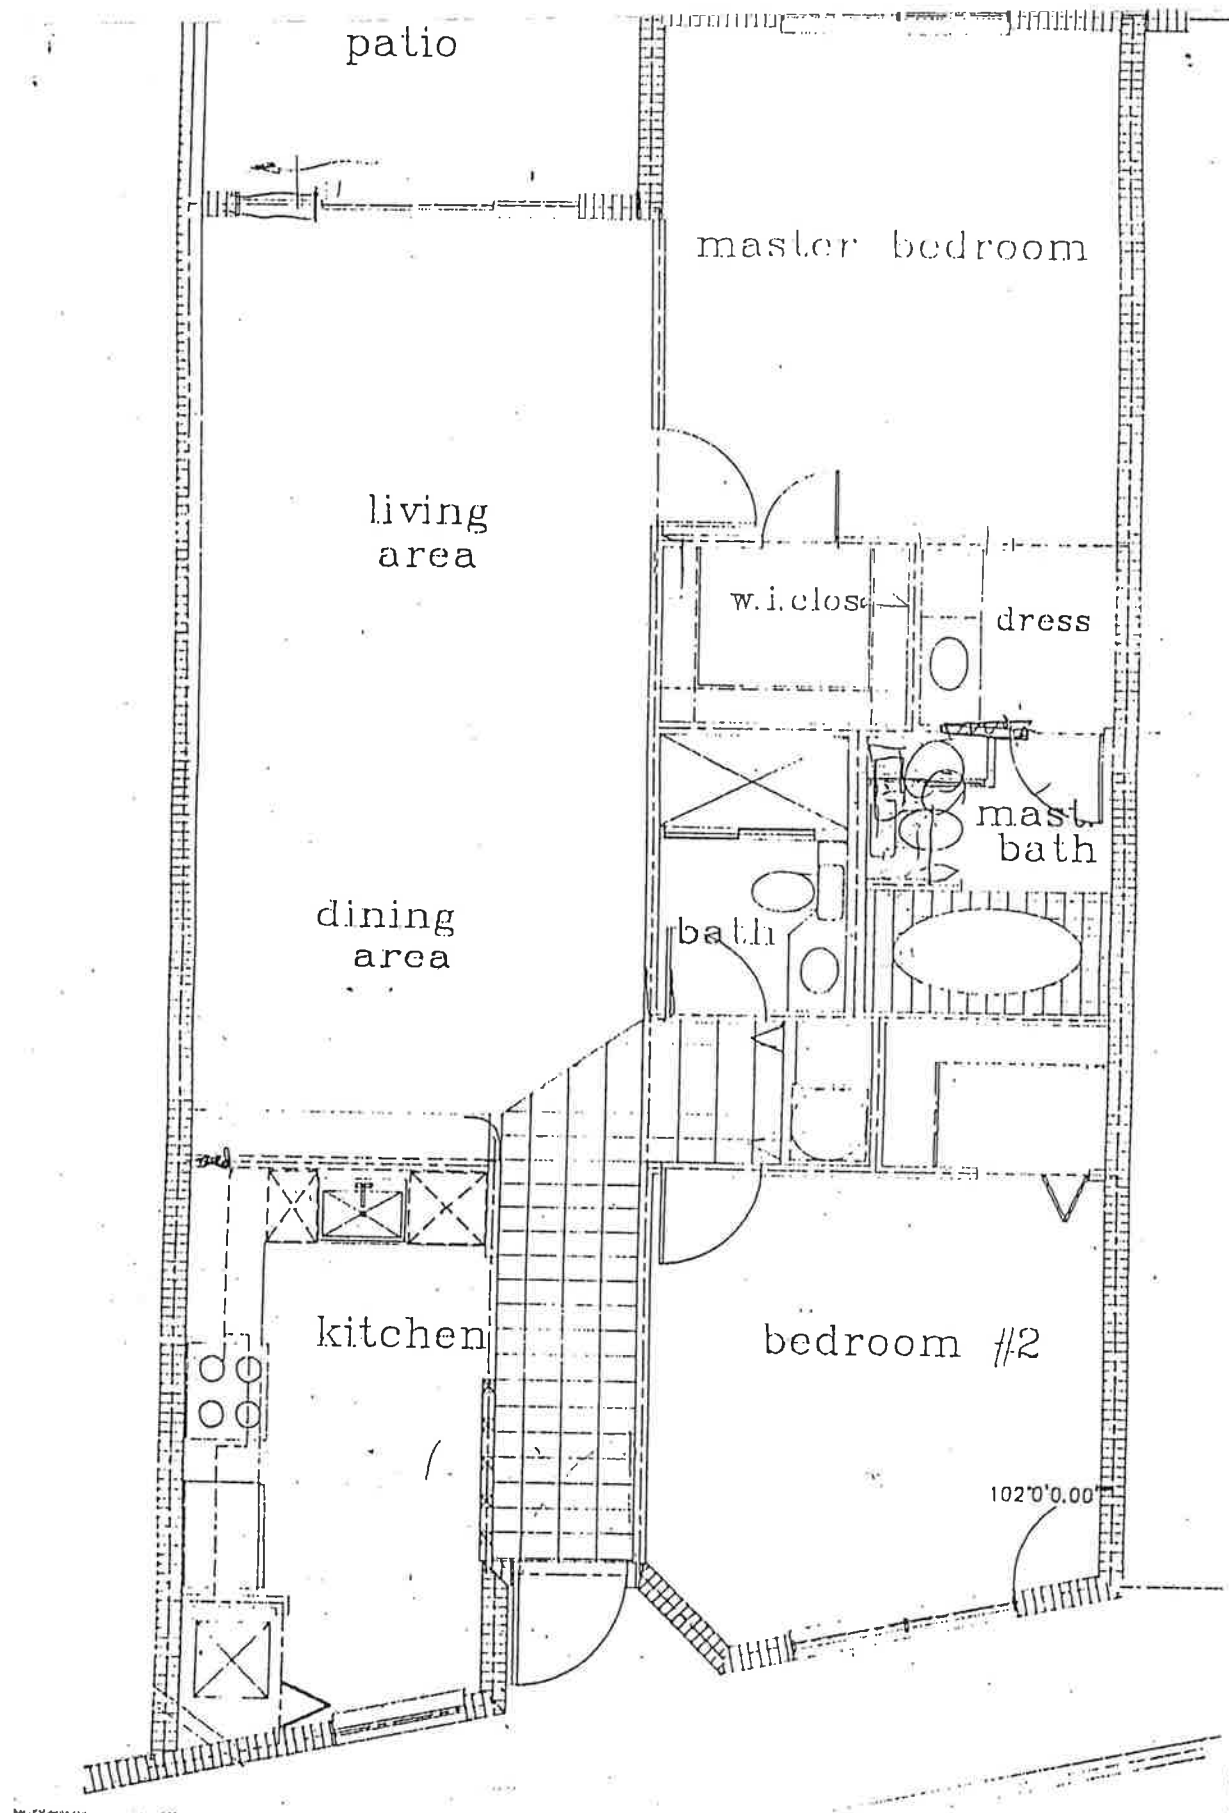 patio
master bedroom
living
area
w.i.clos
dress
mast.
bath
dining
area
bath
kitchen
bedroom #2
102°0'0.00"